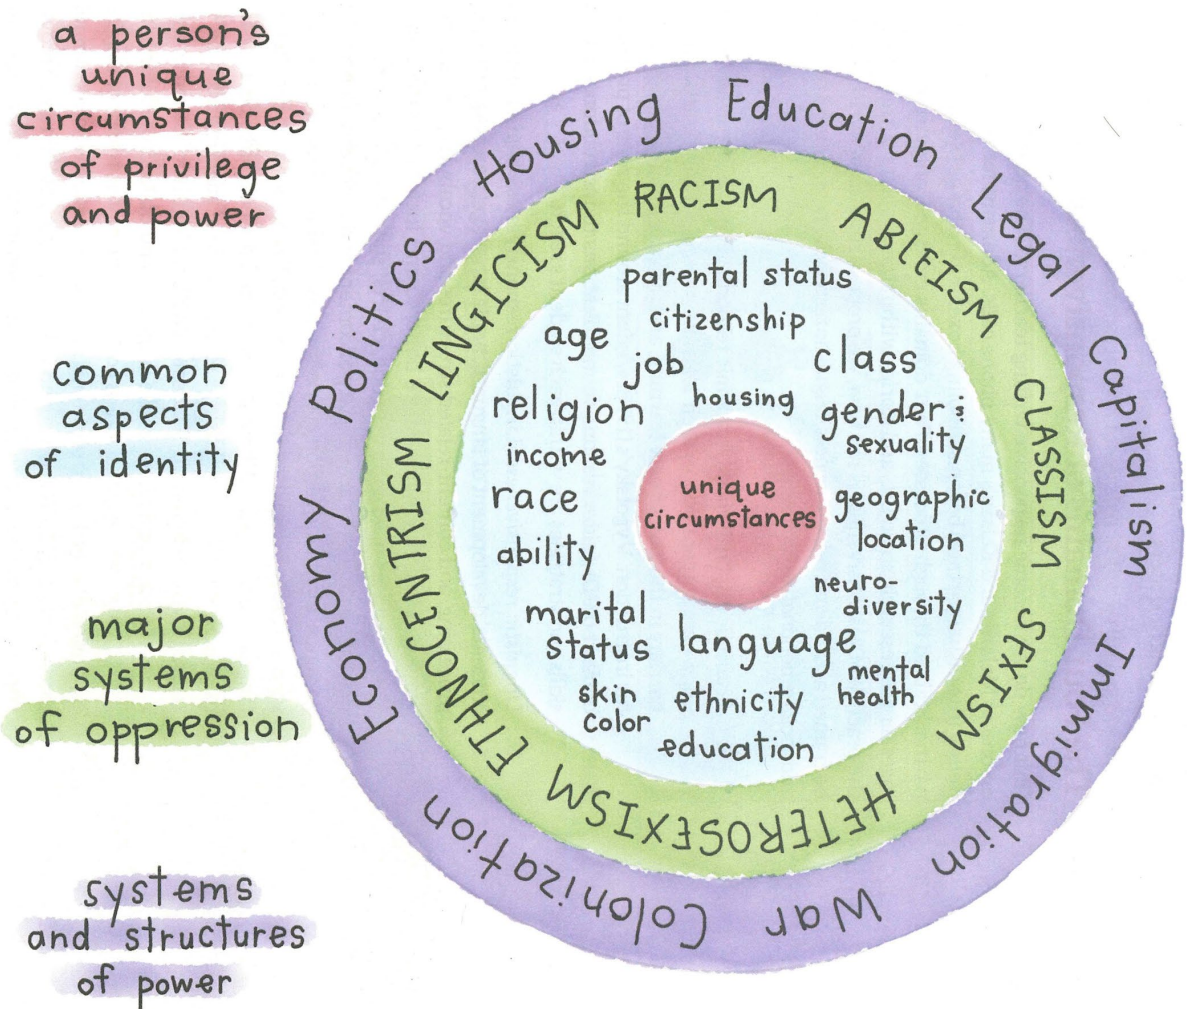 a person's
unique
circumstances
of privilege
and power
common
aspects
of identity
major
systems
of oppression
systems
and structures
of power
Housing Education Legal Capitalism Immigration War Colonization Economy Politics
RACISM ABLEISM CLASSISM SEXISM HETEROSEXISM ETHNOCENTRISM LINGICISM
parental status
citizenship
age
job
class
religion
housing
gender &
sexuality
income
race
geographic
location
ability
neuro-
diversity
marital
status
language
mental
health
skin
color
ethnicity
education
unique
circumstances